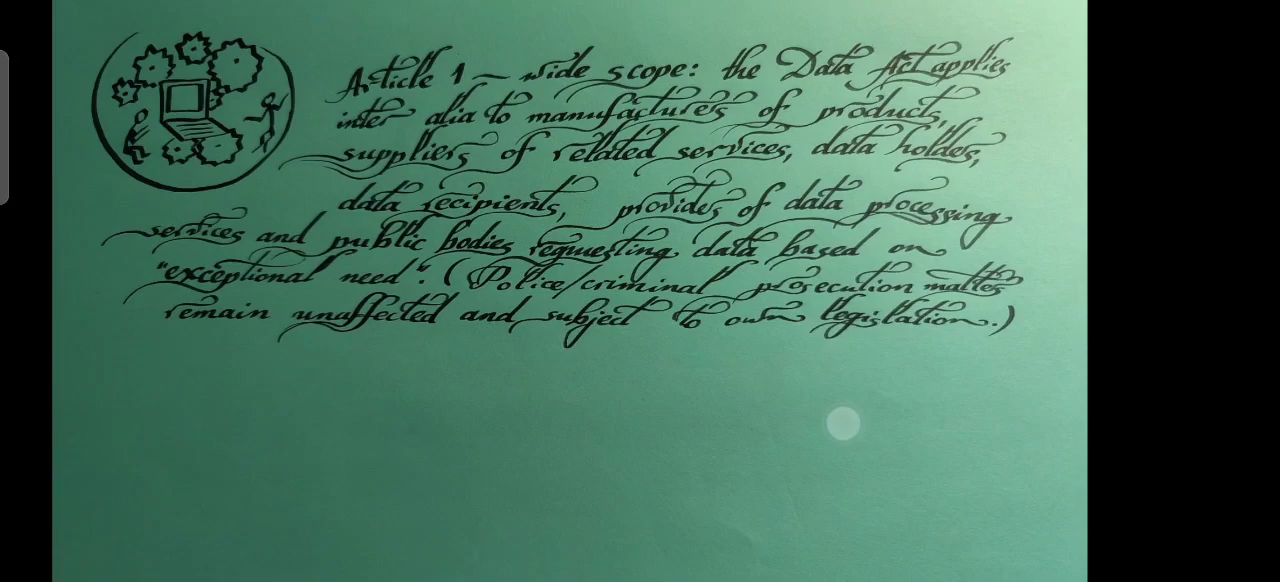 Article 1 – wide scope: the Data Act applies
inter alia to manufacturers of products,
suppliers of related services, data holders,
data recipients, provides of data processing
services and public bodies requesting data based on
"exceptional need". (Police/criminal prosecution matters
remain unaffected and subject to own legislation.)